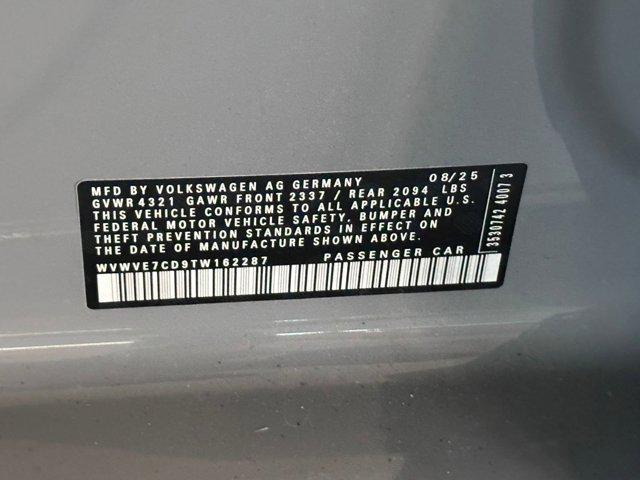 MFD BY VOLKSWAGEN AG GERMANY 08/25
GVWR 4321 GAWR FRONT 2337 / REAR 2094 LBS
THIS VEHICLE CONFORMS TO ALL APPLICABLE U.S.
FEDERAL MOTOR VEHICLE SAFETY, BUMPER AND
THEFT PREVENTION STANDARDS IN EFFECT ON
THE DATE OF MANUFACTURE SHOWN ABOVE.
WVWVE7CD9TW162287 PASSENGER CAR
3530742 4007 3